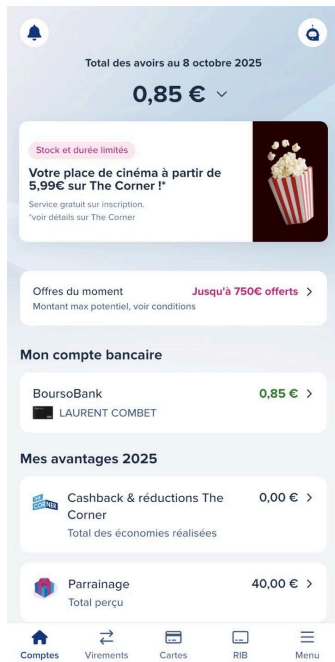 Total des avoirs au 8 octobre 2025
0,85 €
Stock et durée limités
Votre place de cinéma à partir de
5,99€ sur The Corner !*
Service gratuit sur inscription.
*voir détails sur The Corner
Offres du moment Jusqu'à 750€ offerts
Montant max potentiel, voir conditions
Mon compte bancaire
BoursoBank 0,85 €
LAURENT COMBET
Mes avantages 2025
THE CORNER
Cashback & réductions The 0,00 €
Corner
Total des économies réalisées
Parrainage 40,00 €
Total perçu
Comptes Virements Cartes RIB Menu